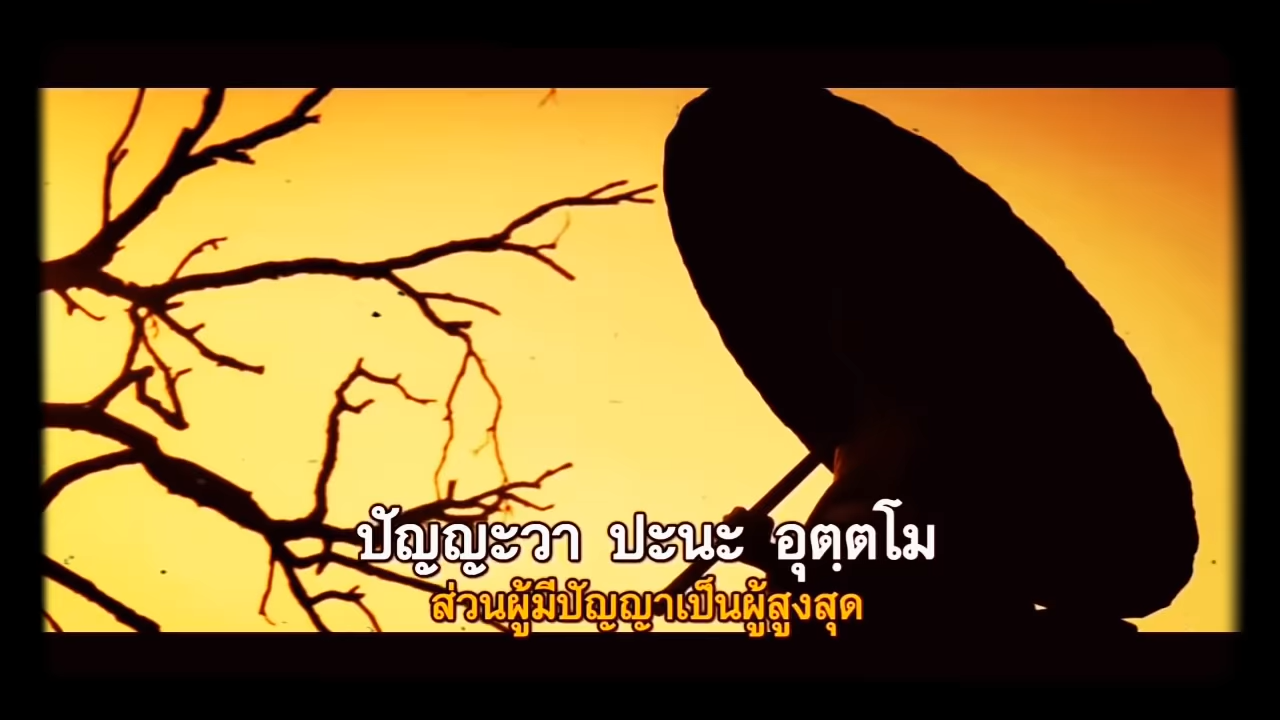 ปัญญะวา ปะนะ อุตฺตโม
ส่วนผู้มีปัญญาเป็นผู้สูงสุด